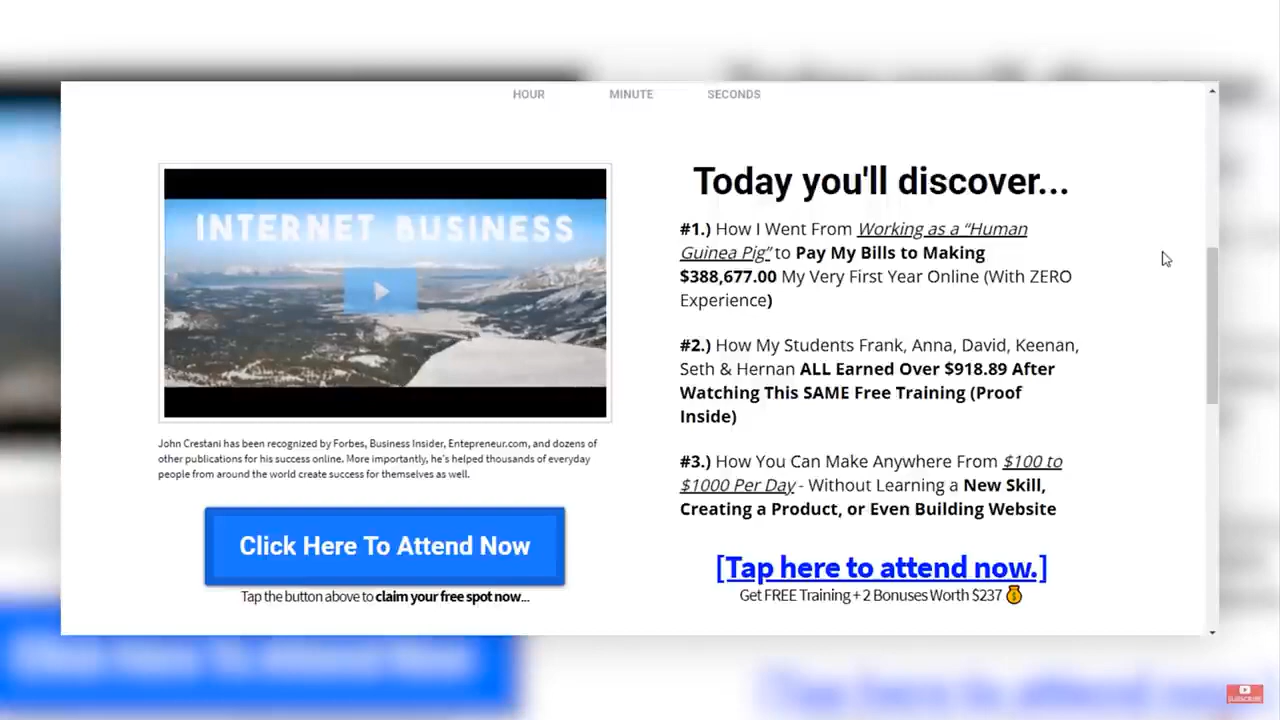 HOUR MINUTE SECONDS
INTERNET BUSINESS
John Crestani has been recognized by Forbes, Business Insider, Entepreneur.com, and dozens of
other publications for his success online. More importantly, he's helped thousands of everyday
people from around the world create success for themselves as well.
Click Here To Attend Now
Tap the button above to claim your free spot now...
Today you'll discover...
#1.) How I Went From Working as a “Human
Guinea Pig” to Pay My Bills to Making
$388,677.00 My Very First Year Online (With ZERO
Experience)
#2.) How My Students Frank, Anna, David, Keenan,
Seth & Hernan ALL Earned Over $918.89 After
Watching This SAME Free Training (Proof
Inside)
#3.) How You Can Make Anywhere From $100 to
$1000 Per Day - Without Learning a New Skill,
Creating a Product, or Even Building Website
[Tap here to attend now.]
Get FREE Training + 2 Bonuses Worth $237 💰
SUBSCRIBE